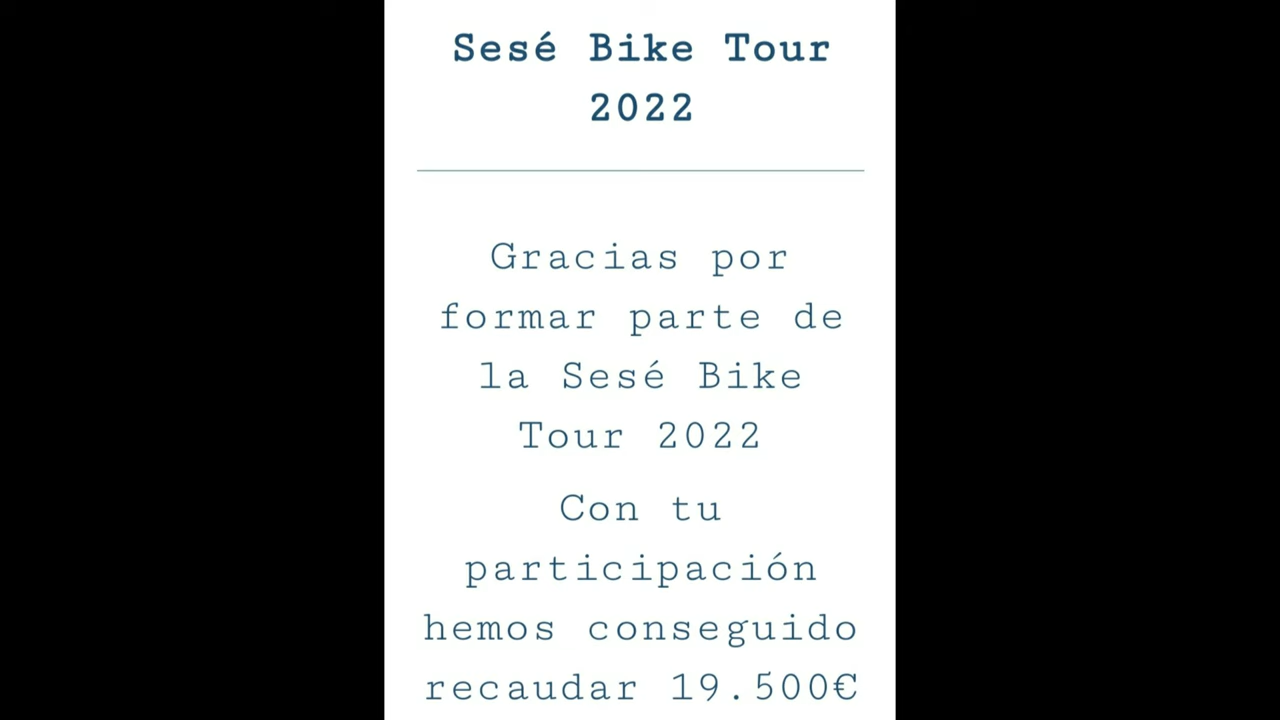 Sesé Bike Tour
2022
Gracias por
formar parte de
la Sesé Bike
Tour 2022
Con tu
participación
hemos conseguido
recaudar 19.500€